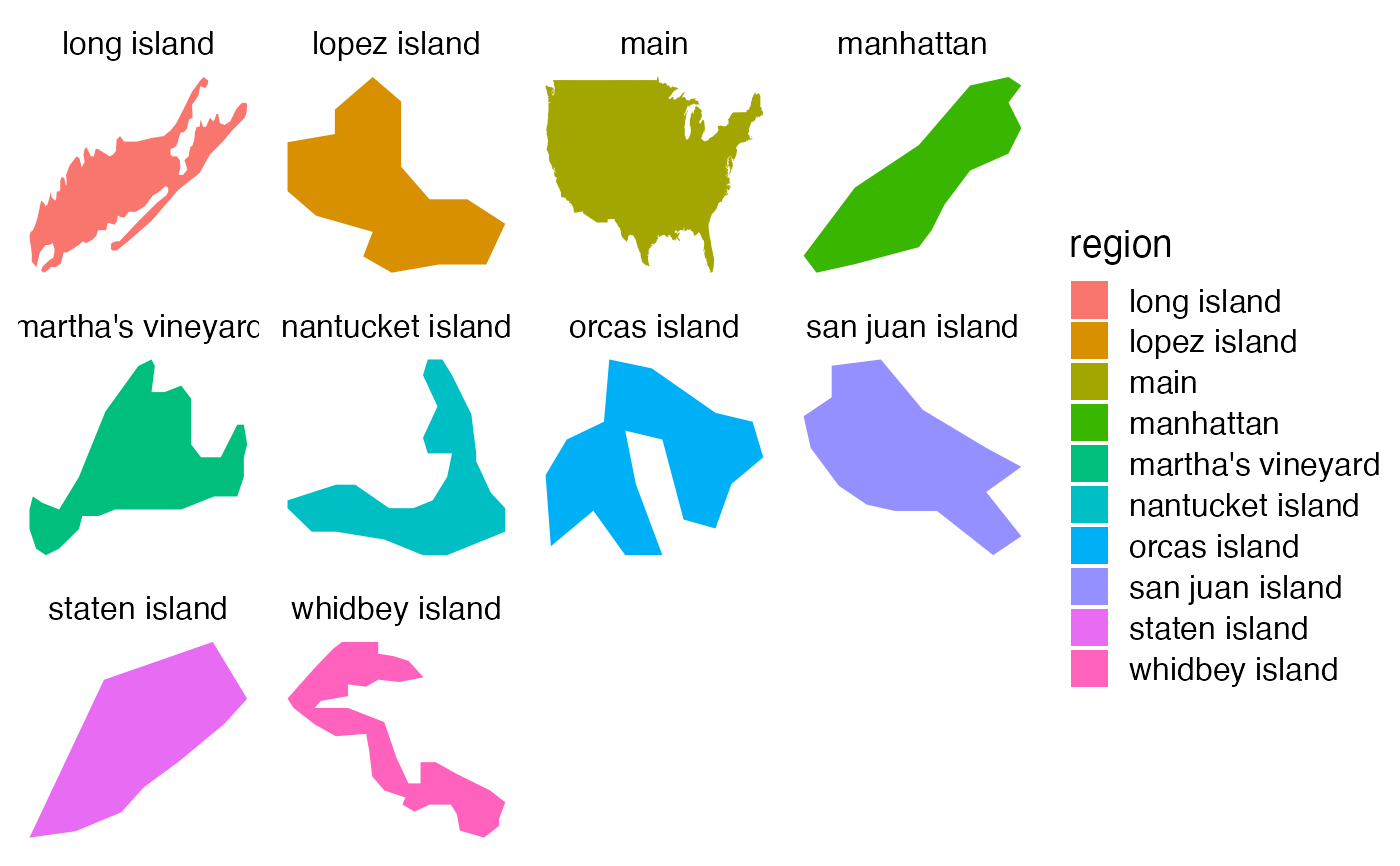 long island
lopez island
main
manhattan
martha's vineyard
nantucket island
orcas island
san juan island
staten island
whidbey island
region
long island
lopez island
main
manhattan
martha's vineyard
nantucket island
orcas island
san juan island
staten island
whidbey island